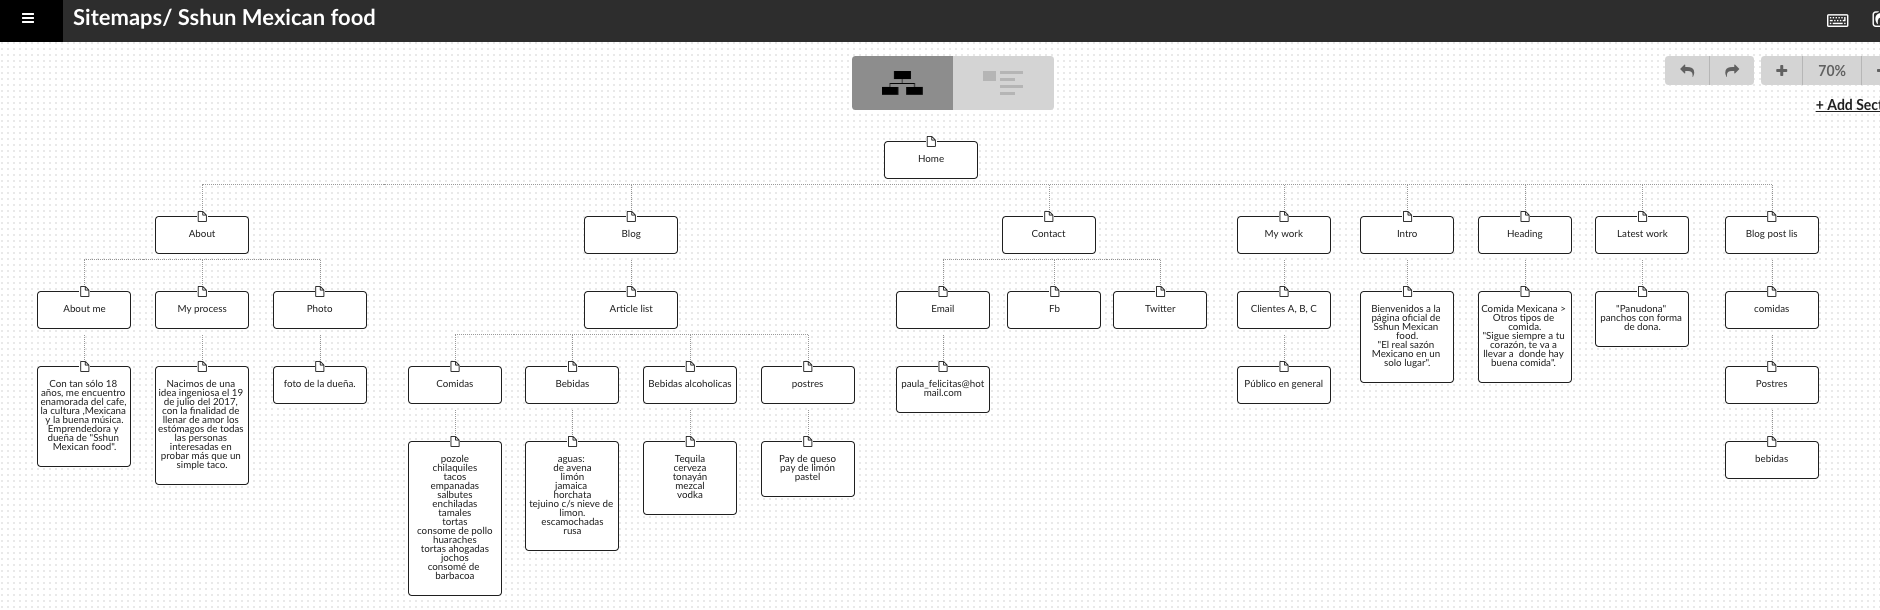 Sitemaps/ Sshun Mexican food
70%
+ Add Sect
Home
About
Blog
Contact
My work
Intro
Heading
Latest work
Blog post lis
About me
My process
Photo
Article list
Email
Fb
Twitter
Clientes A, B, C
Bienvenidos a la
página oficial de
Sshun Mexican
food.
"El real sazón
Mexicano en un
solo lugar".
Comida Mexicana >
Otros tipos de
comida.
"Sigue siempre a tu
corazón, te va a
llevar a donde hay
buena comida".
"Panudona"
panchos con forma
de dona.
comidas
Con tan sólo 18
años, me encuentro
enamorada del cafe,
la cultura ,Mexicana
y la buena música.
Emprendedora y
dueña de "Sshun
Mexican food".
Nacimos de una
idea ingeniosa el 19
de julio del 2017,
con la finalidad de
llenar de amor los
estómagos de todas
las personas
interesadas en
probar más que un
simple taco.
foto de la dueña.
Comidas
Bebidas
Bebidas alcoholicas
postres
paula_felicitas@hot
mail.com
Público en general
Postres
pozole
chilaquiles
tacos
empanadas
salbutes
enchiladas
tamales
tortas
consome de pollo
huaraches
tortas ahogadas
jochos
consomé de
barbacoa
aguas:
de avena
limón
jamaica
horchata
tejuino c/s nieve de
limon.
escamochadas
rusa
Tequila
cerveza
tonayán
mezcal
vodka
Pay de queso
pay de limón
pastel
bebidas